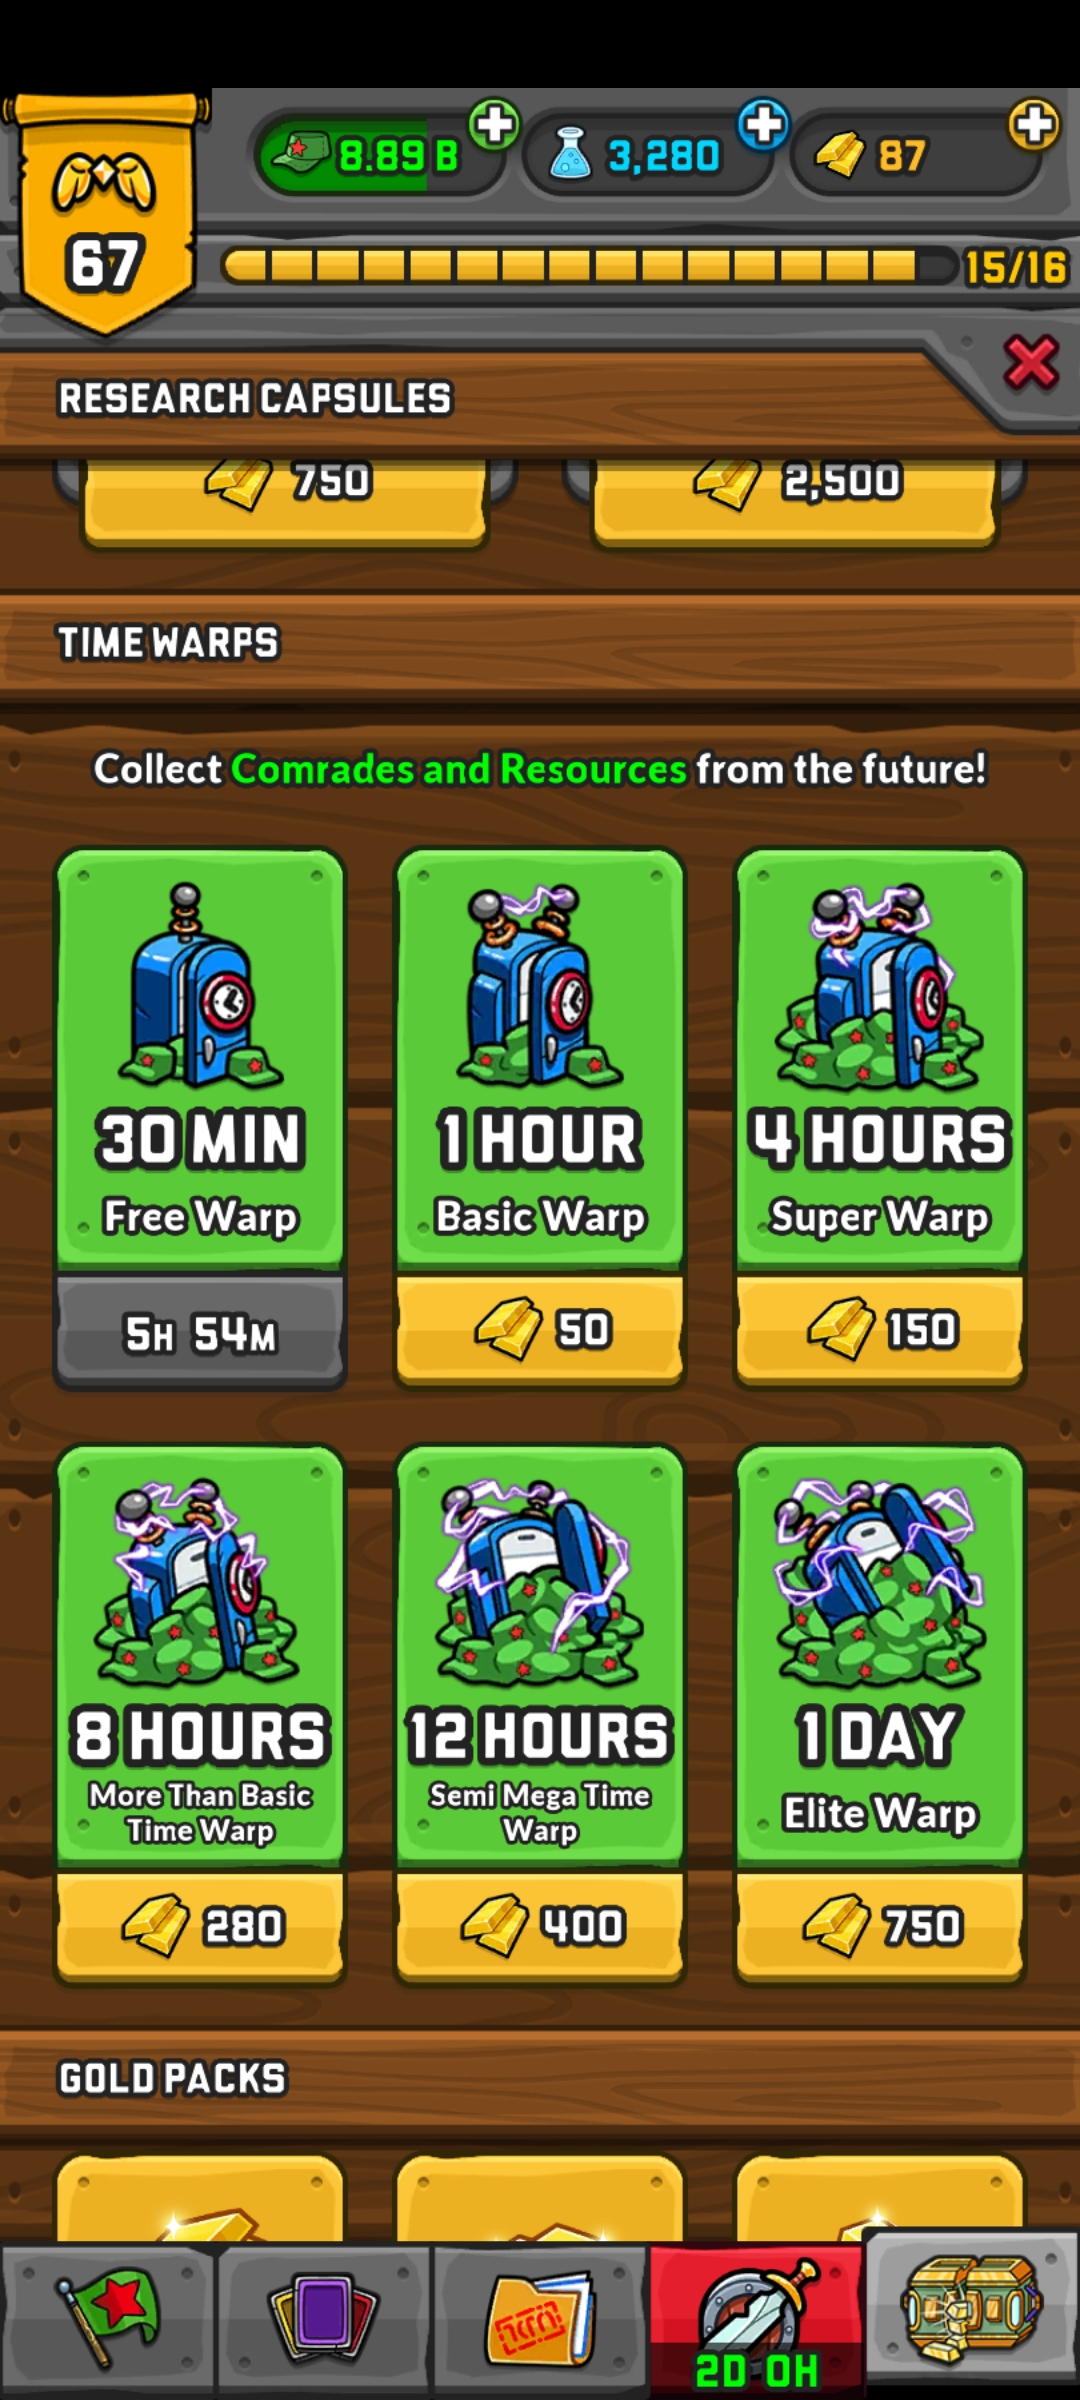 8.89 B
3,280
87
67
15/16
RESEARCH CAPSULES
750
2,500
TIME WARPS
Collect Comrades and Resources from the future!
30 MIN
Free Warp
5H 54M
1 HOUR
Basic Warp
50
4 HOURS
Super Warp
150
8 HOURS
More Than Basic
Time Warp
280
12 HOURS
Semi Mega Time
Warp
400
1 DAY
Elite Warp
750
GOLD PACKS
2D 0H